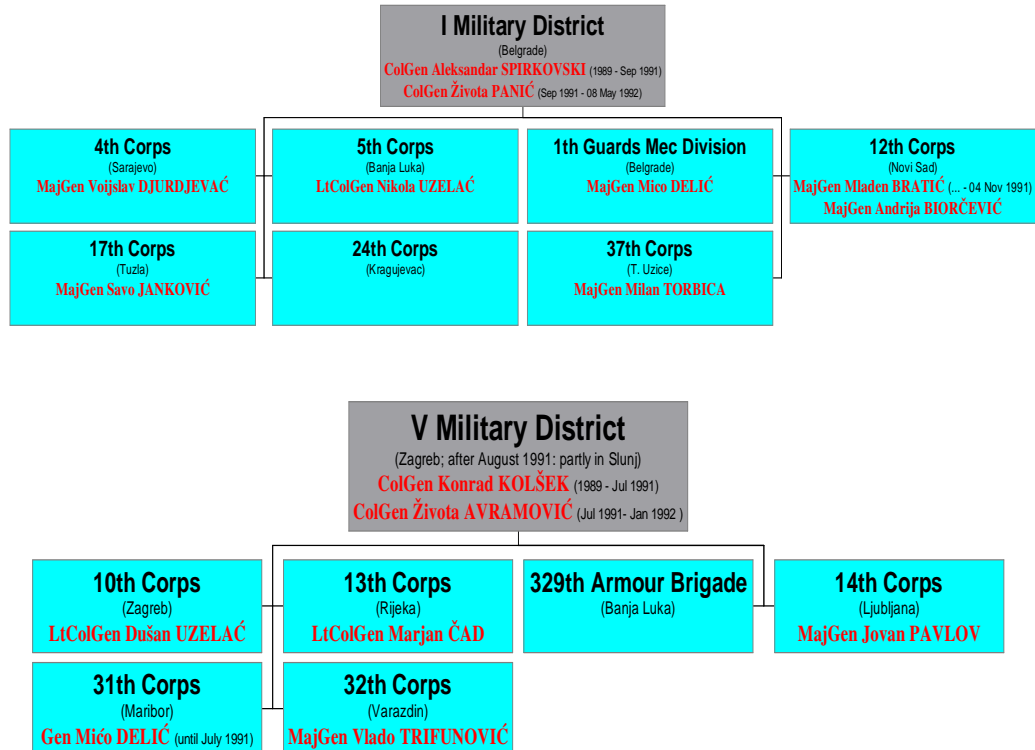 I Military District
(Belgrade)
ColGen Aleksandar SPIRKOVSKI (1989 - Sep 1991)
ColGen Života PANIĆ (Sep 1991 - 08 May 1992)
4th Corps
(Sarajevo)
MajGen Voijslav DJURDJEVAĆ
5th Corps
(Banja Luka)
LtColGen Nikola UZELAĆ
1th Guards Mec Division
(Belgrade)
MajGen Mico DELIĆ
12th Corps
(Novi Sad)
MajGen Mladen BRATIĆ (... - 04 Nov 1991)
MajGen Andrija BIORČEVIĆ
17th Corps
(Tuzla)
MajGen Savo JANKOVIĆ
24th Corps
(Kragujevac)
37th Corps
(T. Uzice)
MajGen Milan TORBICA
V Military District
(Zagreb; after August 1991: partly in Slunj)
ColGen Konrad KOLŠEK (1989 - Jul 1991)
ColGen Života AVRAMOVIĆ (Jul 1991- Jan 1992 )
10th Corps
(Zagreb)
LtColGen Dušan UZELAĆ
13th Corps
(Rijeka)
LtColGen Marjan ČAD
329th Armour Brigade
(Banja Luka)
14th Corps
(Ljubljana)
MajGen Jovan PAVLOV
31th Corps
(Maribor)
Gen Mićo DELIĆ (until July 1991)
32th Corps
(Varazdin)
MajGen Vlado TRIFUNOVIĆ